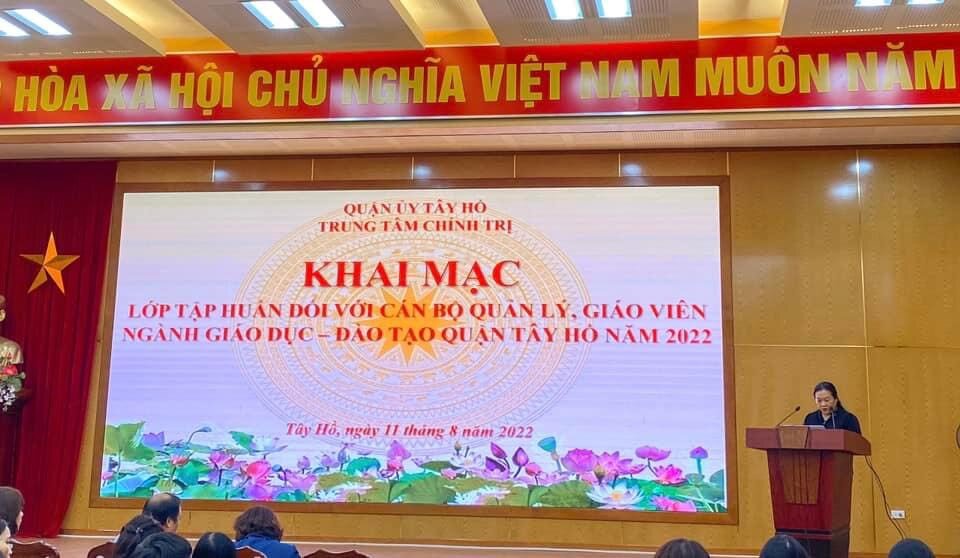 HÒA XÃ HỘI CHỦ NGHĨA VIỆT NAM MUÔN NĂM
QUẬN ỦY TÂY HỒ
TRUNG TÂM CHÍNH TRỊ
KHAI MẠC
LỚP TẬP HUẤN ĐỐI VỚI CÁN BỘ QUẢN LÝ, GIÁO VIÊN
NGÀNH GIÁO DỤC – ĐÀO TẠO QUẬN TÂY HỒ NĂM 2022
Tây Hồ, ngày 11 tháng 8 năm 2022